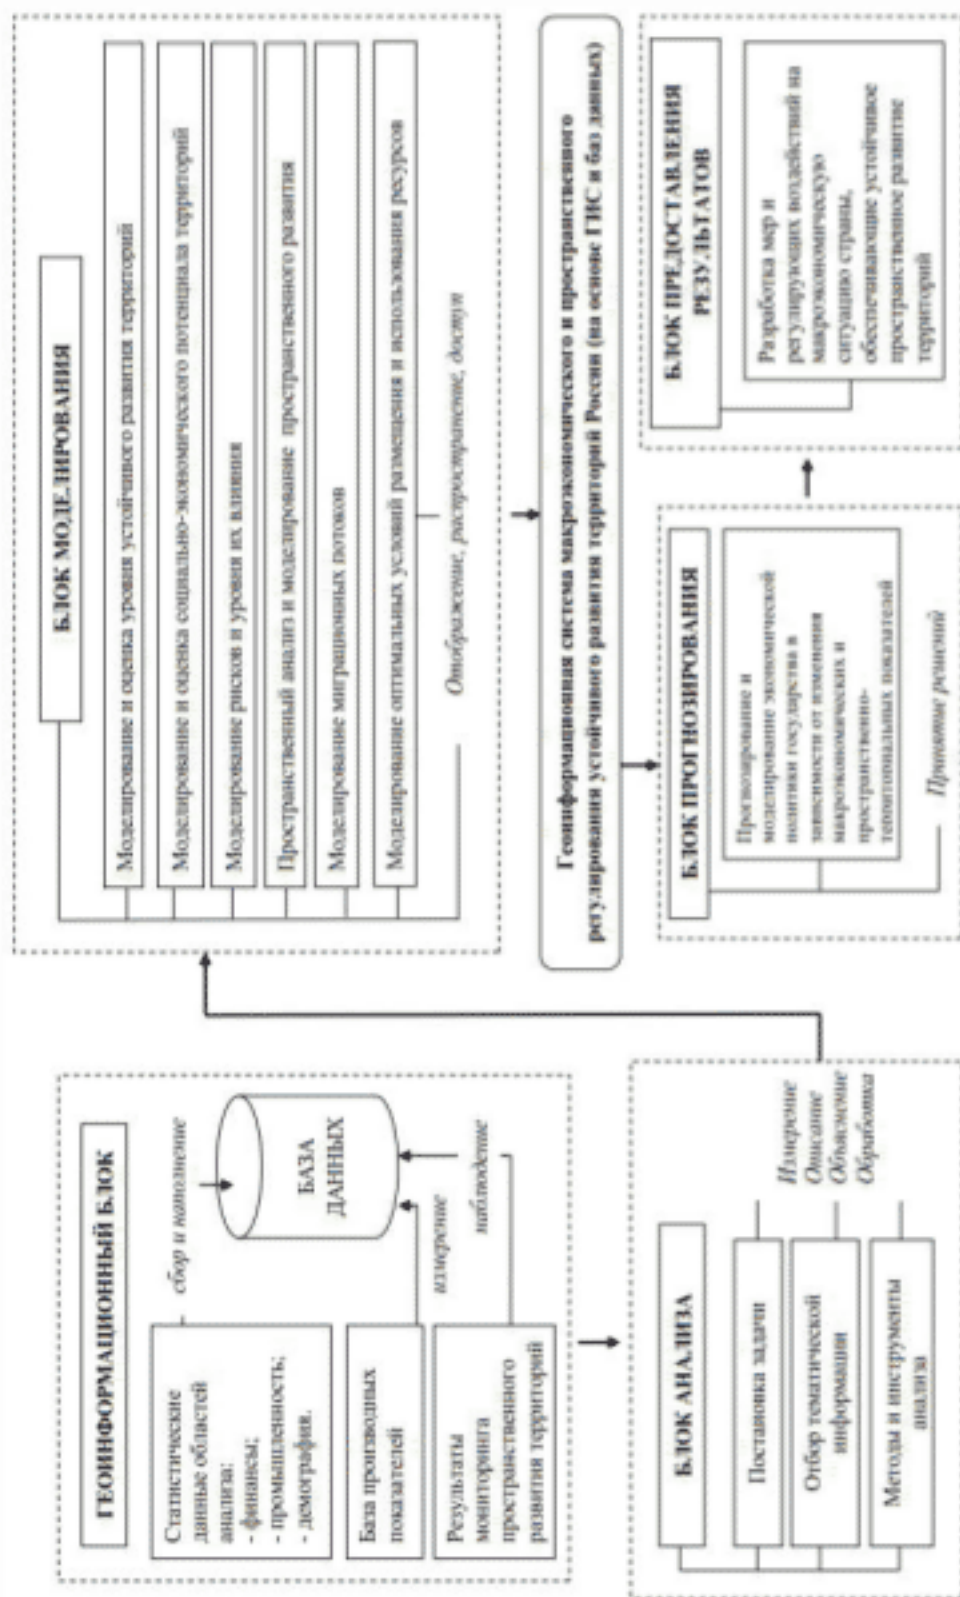 ГЕОИНФОРМАЦИОННЫЙ БЛОК
Статистические
данные областей
анализа:
- финансы;
- промышленность;
- демография.
сбор и наполнение
База производных
показателей
измерение
Результаты
мониторинга
пространственного
развития территорий
наблюдение
БАЗА
ДАННЫХ
БЛОК АНАЛИЗА
Постановка задачи
Отбор тематической
информации
Методы и инструменты
анализа
Измерение
Описание
Объяснение
Обработка
БЛОК МОДЕЛИРОВАНИЯ
Моделирование и оценка уровня устойчивого развития территорий
Моделирование и оценка социально-экономического потенциала территорий
Моделирование рисков и уровня их влияния
Пространственный анализ и моделирование пространственного развития
Моделирование миграционных потоков
Моделирование оптимальных условий размещения и использования ресурсов
Отображение, распространение, доступ
Геоинформационная система макроэкономического и пространственного
регулирования устойчивого развития территорий России (на основе ГИС и баз данных)
БЛОК ПРОГНОЗИРОВАНИЯ
Прогнозирование и
моделирование экономической
политики государства в
зависимости от изменения
макроэкономических и
пространственно-
территориальных показателей
Принятие решений
БЛОК ПРЕДОСТАВЛЕНИЯ
РЕЗУЛЬТАТОВ
Разработка мер и
регулирующих воздействий на
макроэкономическую
ситуацию страны,
обеспечивающие устойчивое
пространственное развитие
территорий